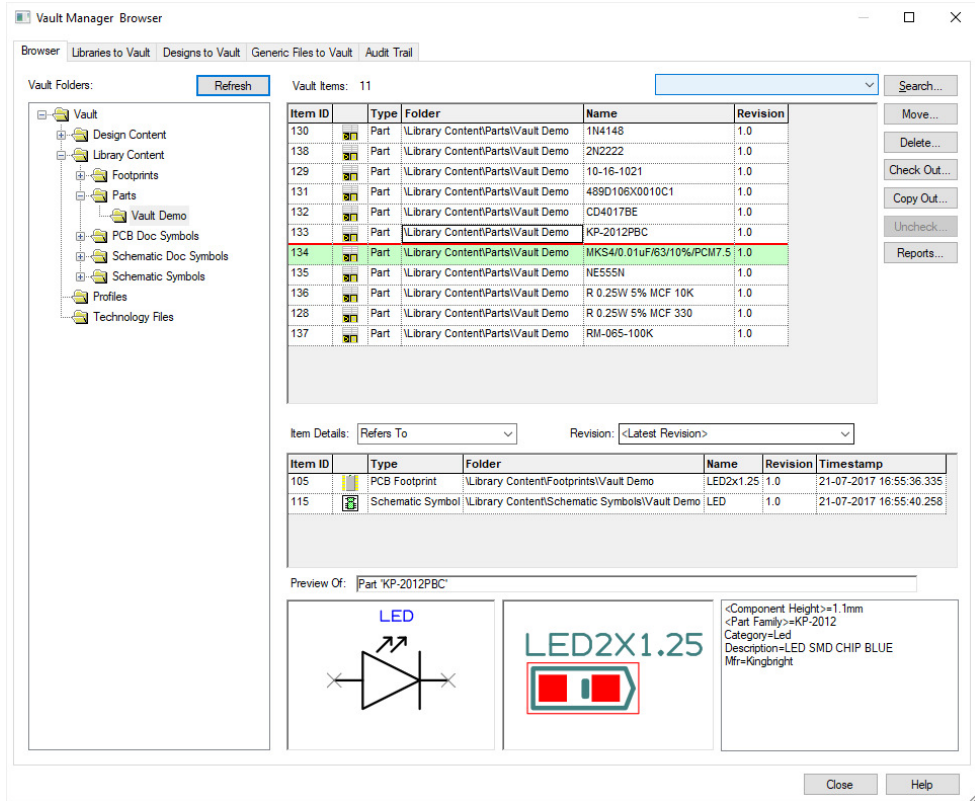 Vault Manager Browser
Browser Libraries to Vault Designs to Vault Generic Files to Vault Audit Trail
Vault Folders: Refresh Vault Items: 11 Search...
Vault
Design Content
Library Content
Footprints
Parts
Vault Demo
PCB Doc Symbols
Schematic Doc Symbols
Schematic Symbols
Profiles
Technology Files
Item ID Type Folder Name Revision
130 Part \Library Content\Parts\Vault Demo 1N4148 1.0
138 Part \Library Content\Parts\Vault Demo 2N2222 1.0
129 Part \Library Content\Parts\Vault Demo 10-16-1021 1.0
131 Part \Library Content\Parts\Vault Demo 489D106X0010C1 1.0
132 Part \Library Content\Parts\Vault Demo CD4017BE 1.0
133 Part \Library Content\Parts\Vault Demo KP-2012PBC 1.0
134 Part \Library Content\Parts\Vault Demo MKS4/0.01uF/63/10%/PCM7.5 1.0
135 Part \Library Content\Parts\Vault Demo NE555N 1.0
136 Part \Library Content\Parts\Vault Demo R 0.25W 5% MCF 10K 1.0
128 Part \Library Content\Parts\Vault Demo R 0.25W 5% MCF 330 1.0
137 Part \Library Content\Parts\Vault Demo RM-065-100K 1.0
Move...
Delete...
Check Out...
Copy Out...
Uncheck...
Reports...
Item Details: Refers To Revision: <Latest Revision>
Item ID Type Folder Name Revision Timestamp
105 PCB Footprint \Library Content\Footprints\Vault Demo LED2x1.25 1.0 21-07-2017 16:55:36.335
115 Schematic Symbol \Library Content\Schematic Symbols\Vault Demo LED 1.0 21-07-2017 16:55:40.258
Preview Of: Part 'KP-2012PBC'
LED
LED2X1.25
<Component Height>=1.1mm
<Part Family>=KP-2012
Category=Led
Description=LED SMD CHIP BLUE
Mfr=Kingbright
Close Help